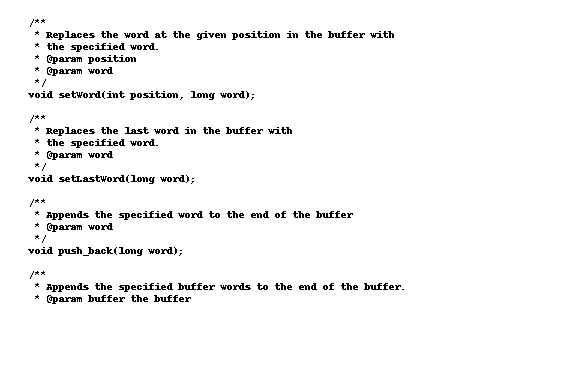 /**
 * Replaces the word at the given position in the buffer with
 * the specified word.
 * @param position
 * @param word
 */
void setWord(int position, long word);
/**
 * Replaces the last word in the buffer with
 * the specified word.
 * @param word
 */
void setLastWord(long word);
/**
 * Appends the specified word to the end of the buffer
 * @param word
 */
void push_back(long word);
/**
 * Appends the specified buffer words to the end of the buffer.
 * @param buffer the buffer